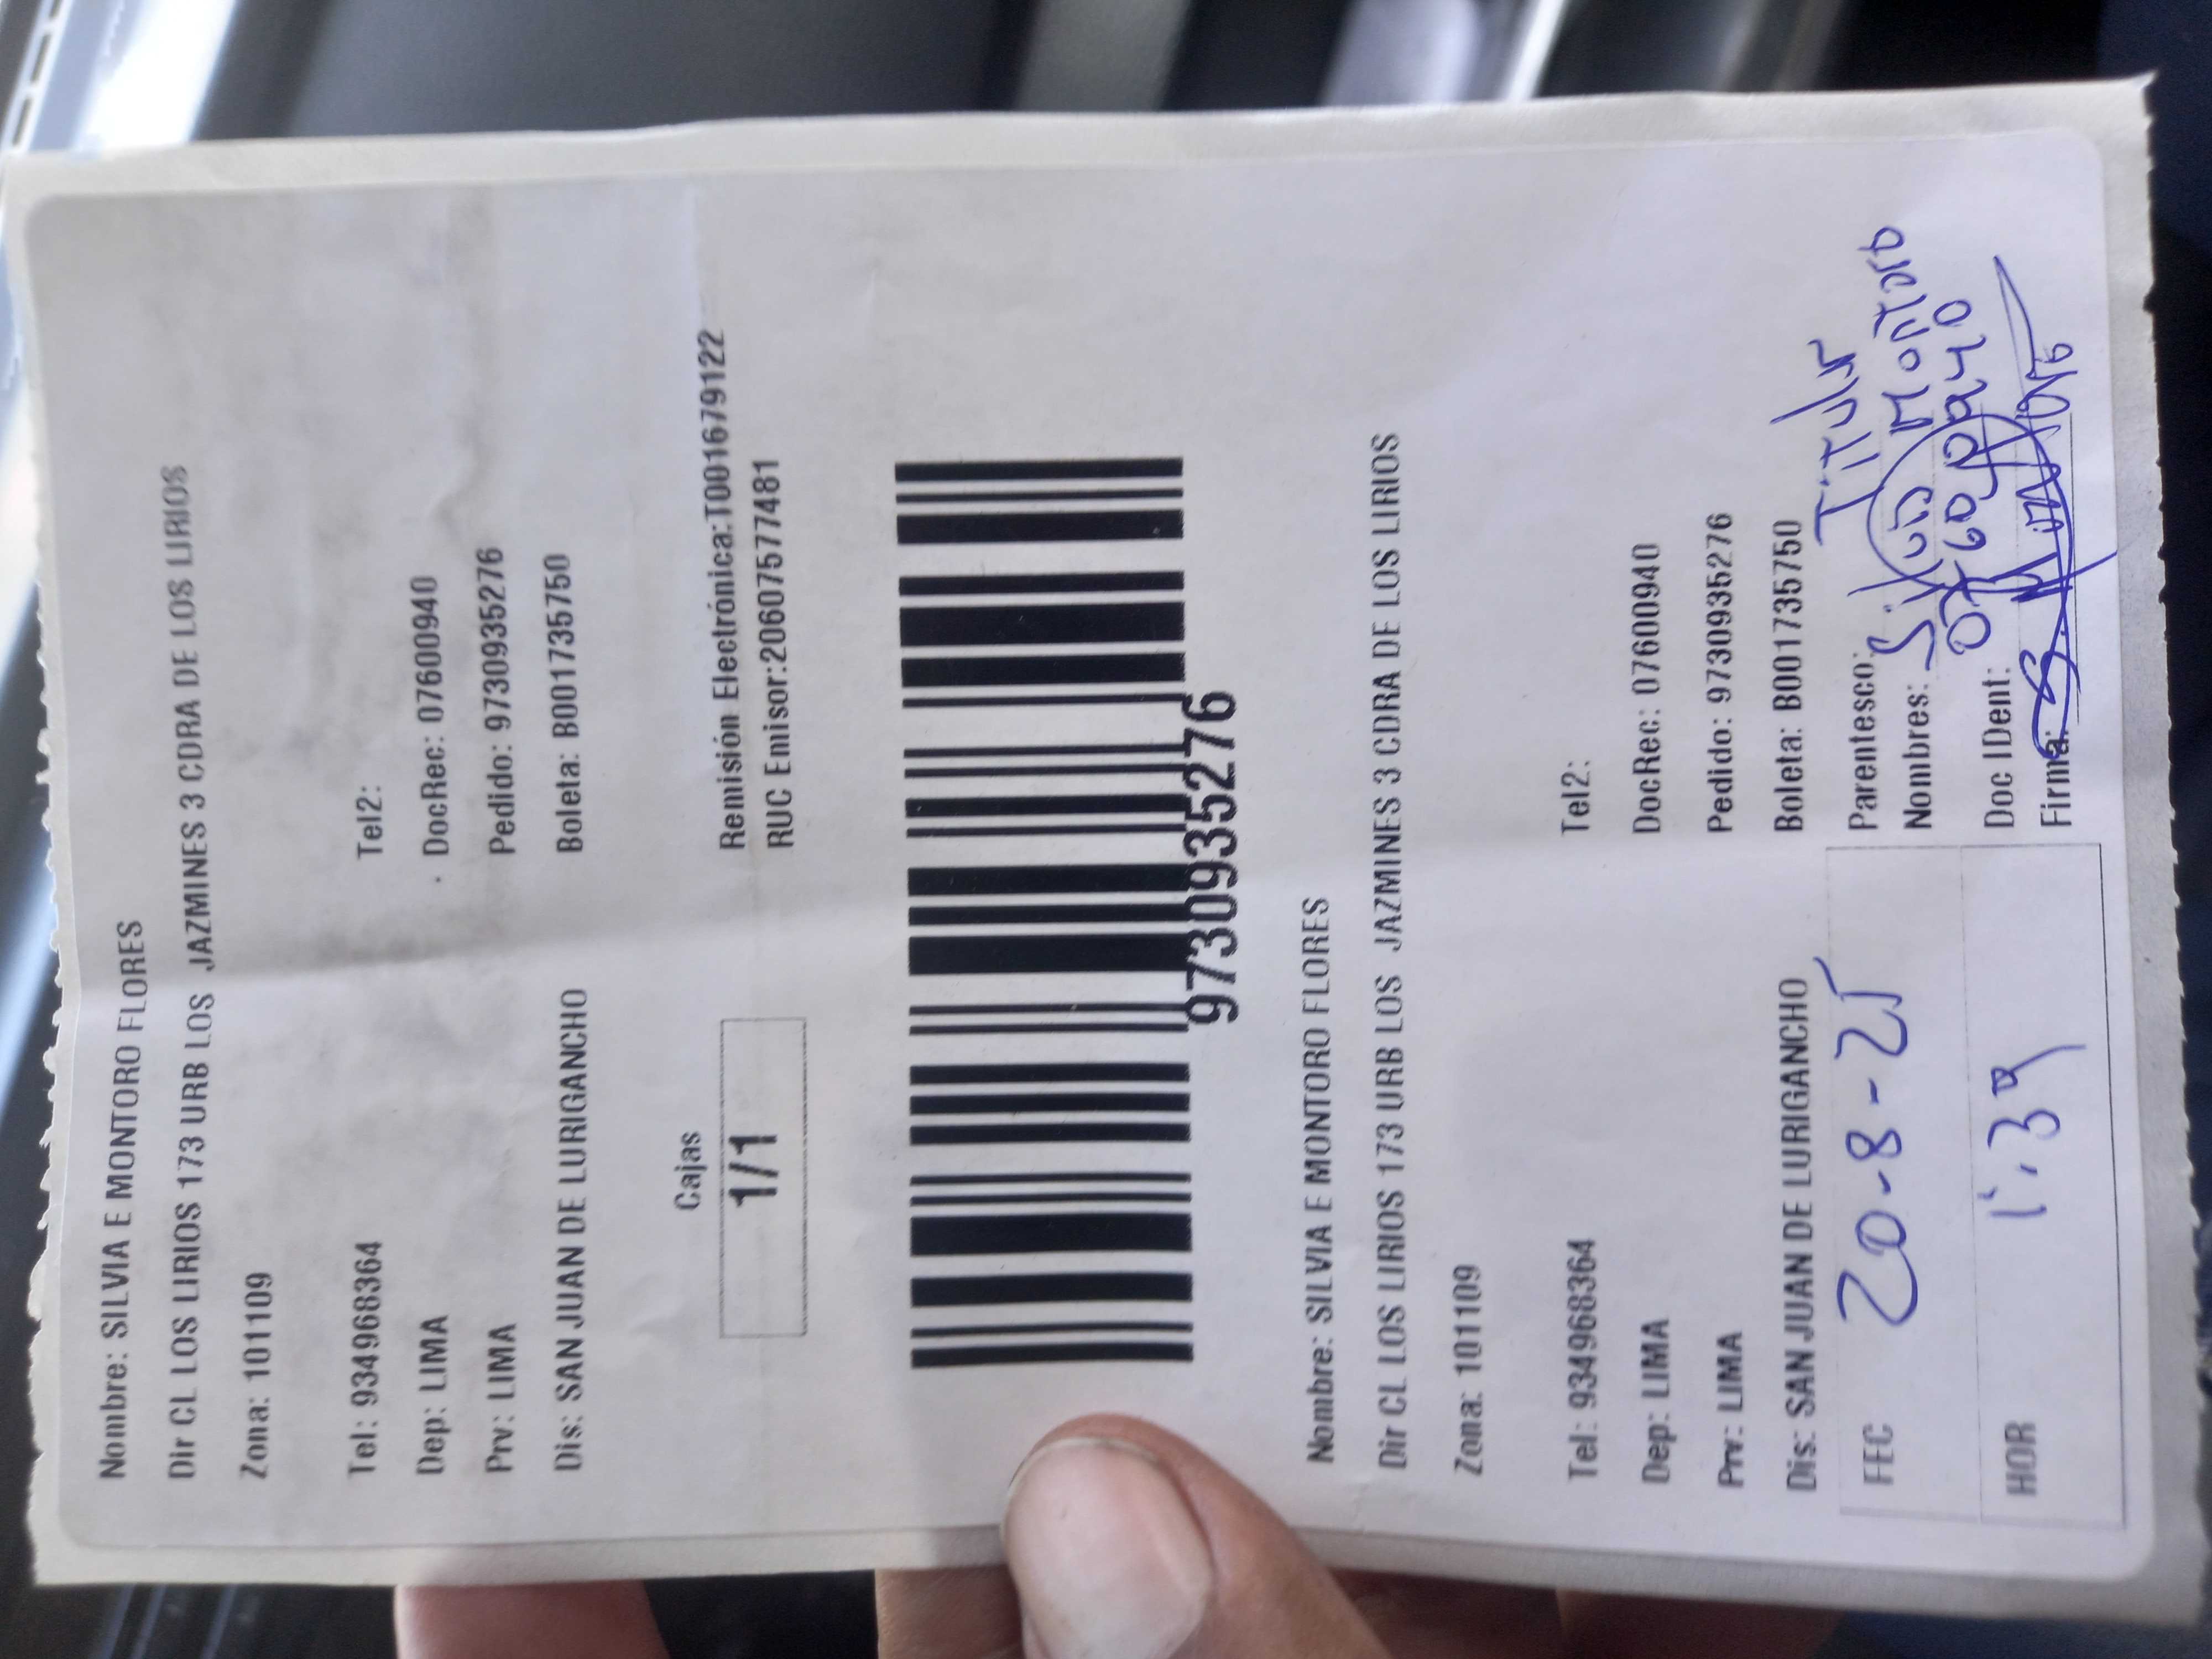 Nombre: SILVIA E MONTORO FLORES
Dir CL LOS LIRIOS 173 URB LOS JAZMINES 3 CDRA DE LOS LIRIOS
Zona: 101109
Tel: 934968364 Tel2:
Dep: LIMA DocRec: 07600940
Prv: LIMA Pedido: 9730935276
Dis: SAN JUAN DE LURIGANCHO Boleta: B001735750
Cajas
1/1
Remisión Electrónica:T001679122
RUC Emisor:20607577481
9730935276
Nombre: SILVIA E MONTORO FLORES
Dir CL LOS LIRIOS 173 URB LOS JAZMINES 3 CDRA DE LOS LIRIOS
Zona: 101109
Tel: 934968364 Tel2:
Dep: LIMA DocRec: 07600940
Prv: LIMA Pedido: 9730935276
Dis: SAN JUAN DE LURIGANCHO Boleta: B001735750
FEC 20-8-25
HOR 1:39
Parentesco: Titular
Nombres: Silvia Montoro
Doc IDent: 07600940
Firma: